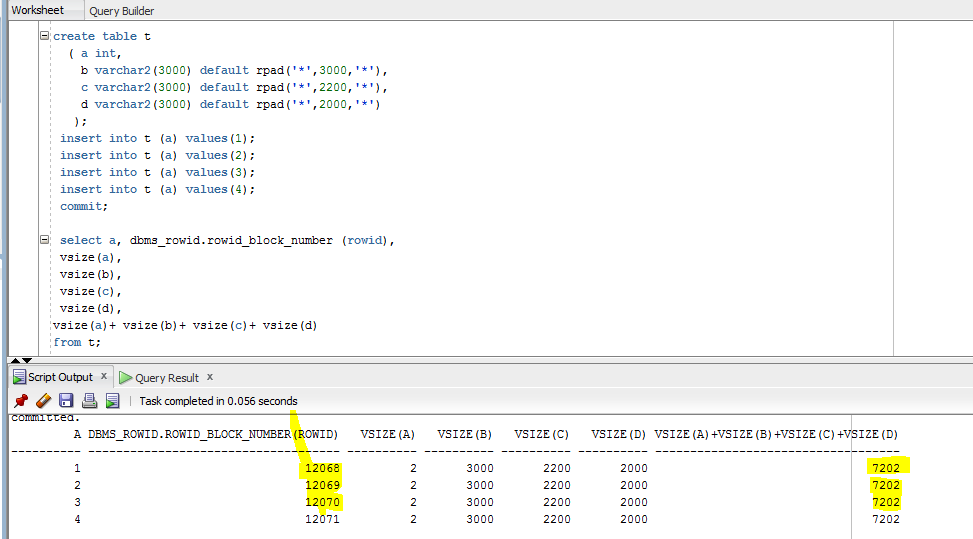 Worksheet Query Builder
create table t
( a int,
b varchar2(3000) default rpad('*',3000,'*'),
c varchar2(3000) default rpad('*',2200,'*'),
d varchar2(3000) default rpad('*',2000,'*')
);
insert into t (a) values(1);
insert into t (a) values(2);
insert into t (a) values(3);
insert into t (a) values(4);
commit;
select a, dbms_rowid.rowid_block_number (rowid),
vsize(a),
vsize(b),
vsize(c),
vsize(d),
vsize(a)+ vsize(b)+ vsize(c)+ vsize(d)
from t;
Script Output x Query Result x
Task completed in 0.056 seconds
committed.
A DBMS_ROWID.ROWID_BLOCK_NUMBER(ROWID) VSIZE(A) VSIZE(B) VSIZE(C) VSIZE(D) VSIZE(A)+VSIZE(B)+VSIZE(C)+VSIZE(D)
1 12068 2 3000 2200 2000 7202
2 12069 2 3000 2200 2000 7202
3 12070 2 3000 2200 2000 7202
4 12071 2 3000 2200 2000 7202